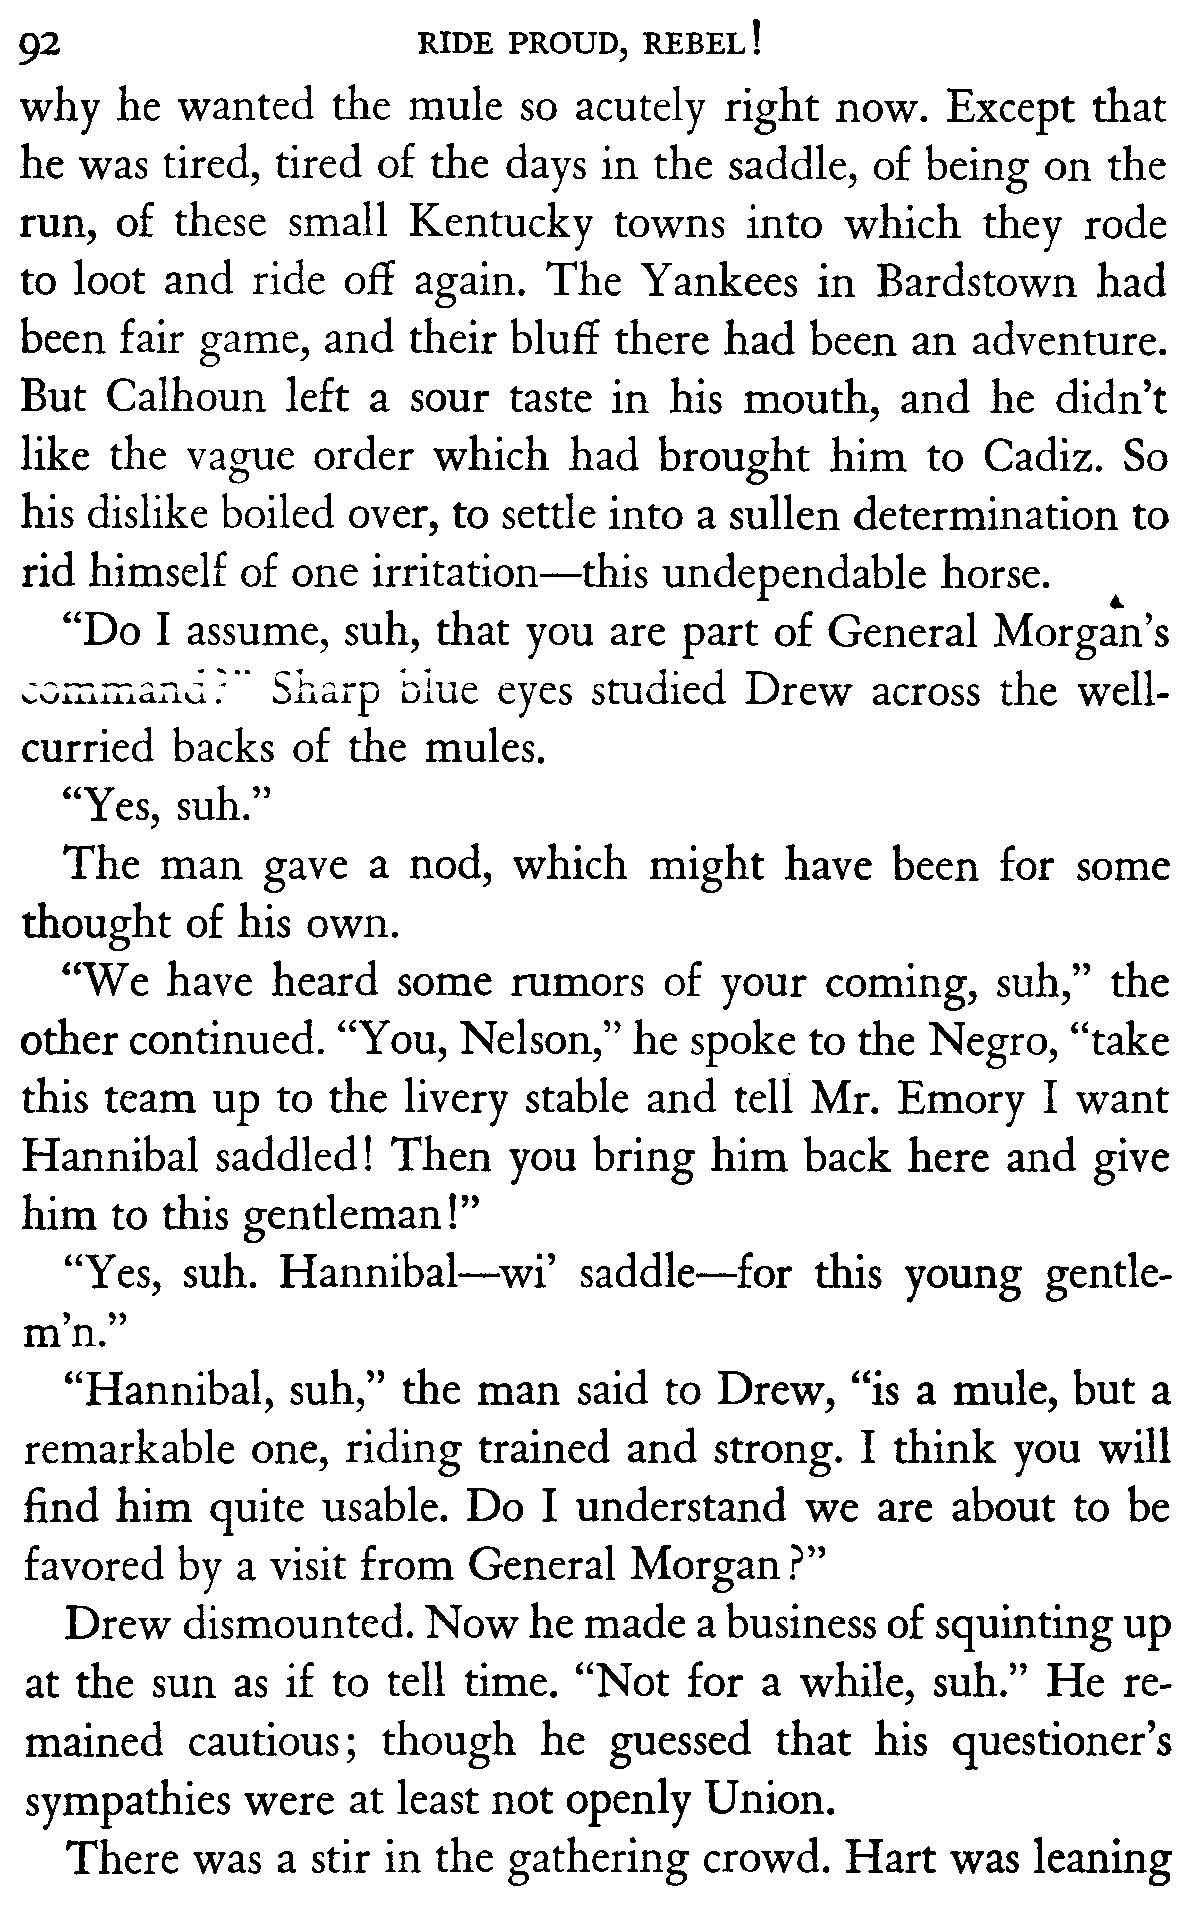 92 RIDE PROUD, REBEL!
why he wanted the mule so acutely right now. Except that
he was tired, tired of the days in the saddle, of being on the
run, of these small Kentucky towns into which they rode
to loot and ride off again. The Yankees in Bardstown had
been fair game, and their bluff there had been an adventure.
But Calhoun left a sour taste in his mouth, and he didn't
like the vague order which had brought him to Cadiz. So
his dislike boiled over, to settle into a sullen determination to
rid himself of one irritation—this undependable horse.
“Do I assume, suh, that you are part of General Morgan's
command?” Sharp blue eyes studied Drew across the well-
curried backs of the mules.
“Yes, suh.”
The man gave a nod, which might have been for some
thought of his own.
“We have heard some rumors of your coming, suh,” the
other continued. “You, Nelson,” he spoke to the Negro, “take
this team up to the livery stable and tell Mr. Emory I want
Hannibal saddled! Then you bring him back here and give
him to this gentleman!”
“Yes, suh. Hannibal—wi' saddle—for this young gentle-
m'n.”
“Hannibal, suh,” the man said to Drew, “is a mule, but a
remarkable one, riding trained and strong. I think you will
find him quite usable. Do I understand we are about to be
favored by a visit from General Morgan?”
Drew dismounted. Now he made a business of squinting up
at the sun as if to tell time. “Not for a while, suh.” He re-
mained cautious; though he guessed that his questioner's
sympathies were at least not openly Union.
There was a stir in the gathering crowd. Hart was leaning